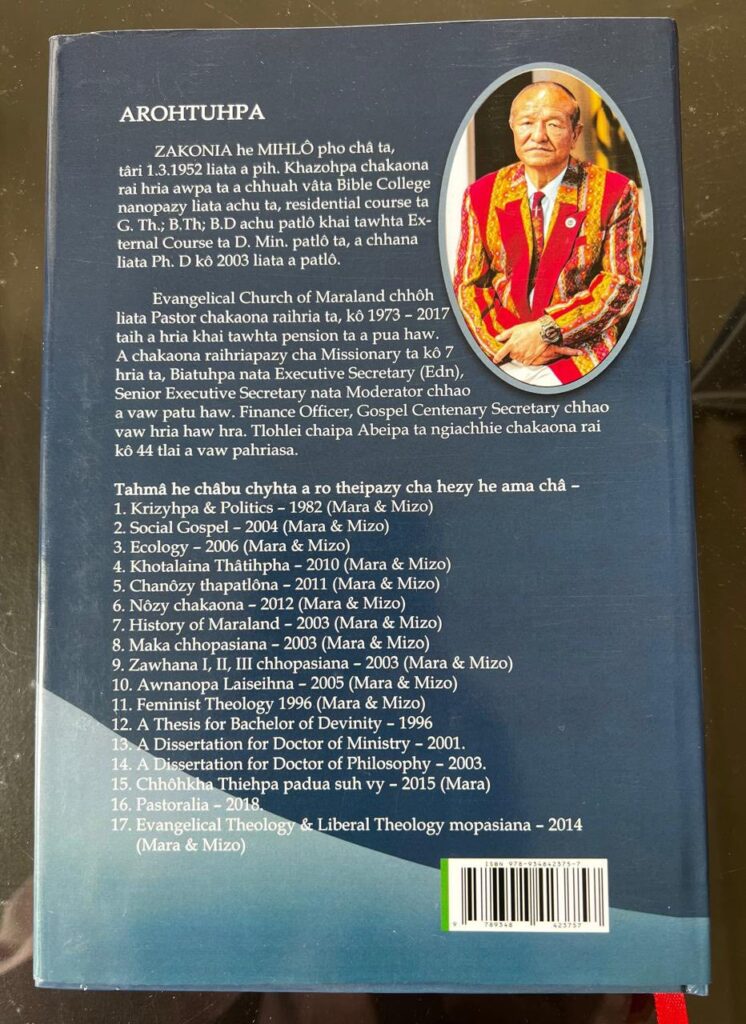 AROHTUHPA
ZAKONIA he MIHLÔ pho châ ta,
târi 1.3.1952 liata a pih. Khazohpa chakaona
rai hria awpa ta a chhuah vâta Bible College
nanopazy liata achu ta, residential course ta
G. Th.; B.Th; B.D achu patlô khai tawhta Ex-
ternal Course ta D. Min. patlô ta, a chhana
liata Ph. D kô 2003 liata a patlô.
Evangelical Church of Maraland chhôh
liata Pastor chakaona raihria ta, kô 1973 – 2017
taih a hria khai tawhta pension ta a pua haw.
A chakaona raihriapazy cha Missionary ta kô 7
hria ta, Biatuhpa nata Executive Secretary (Edn),
Senior Executive Secretary nata Moderator chhao
a vaw patu haw. Finance Officer, Gospel Centenary Secretary chhao
vaw hria haw hra. Tlohlei chaipa Abeipa ta ngiachhie chakaona rai
kô 44 tlai a vaw pahriasa.
Tahmâ he châbu chyhta a ro theipazy cha hezy he ama châ –
1. Krizyhpa & Politics – 1982 (Mara & Mizo)
2. Social Gospel – 2004 (Mara & Mizo)
3. Ecology – 2006 (Mara & Mizo)
4. Khotalaina Thâtihpha – 2010 (Mara & Mizo)
5. Chanôzy thapatlôna – 2011 (Mara & Mizo)
6. Nôzy chakaona – 2012 (Mara & Mizo)
7. History of Maraland – 2003 (Mara & Mizo)
8. Maka chhopasiana – 2003 (Mara & Mizo)
9. Zawhana I, II, III chhopasiana – 2003 (Mara & Mizo)
10. Awnanopa Laiseihna – 2005 (Mara & Mizo)
11. Feminist Theology 1996 (Mara & Mizo)
12. A Thesis for Bachelor of Devinity – 1996
13. A Dissertation for Doctor of Ministry – 2001.
14. A Dissertation for Doctor of Philosophy – 2003.
15. Chhôhkha Thiehpa padua suh vy – 2015 (Mara)
16. Pastoralia – 2018.
17. Evangelical Theology & Liberal Theology mopasiana – 2014
(Mara & Mizo)
ISBN 978-934842375-7
9 789348 423757